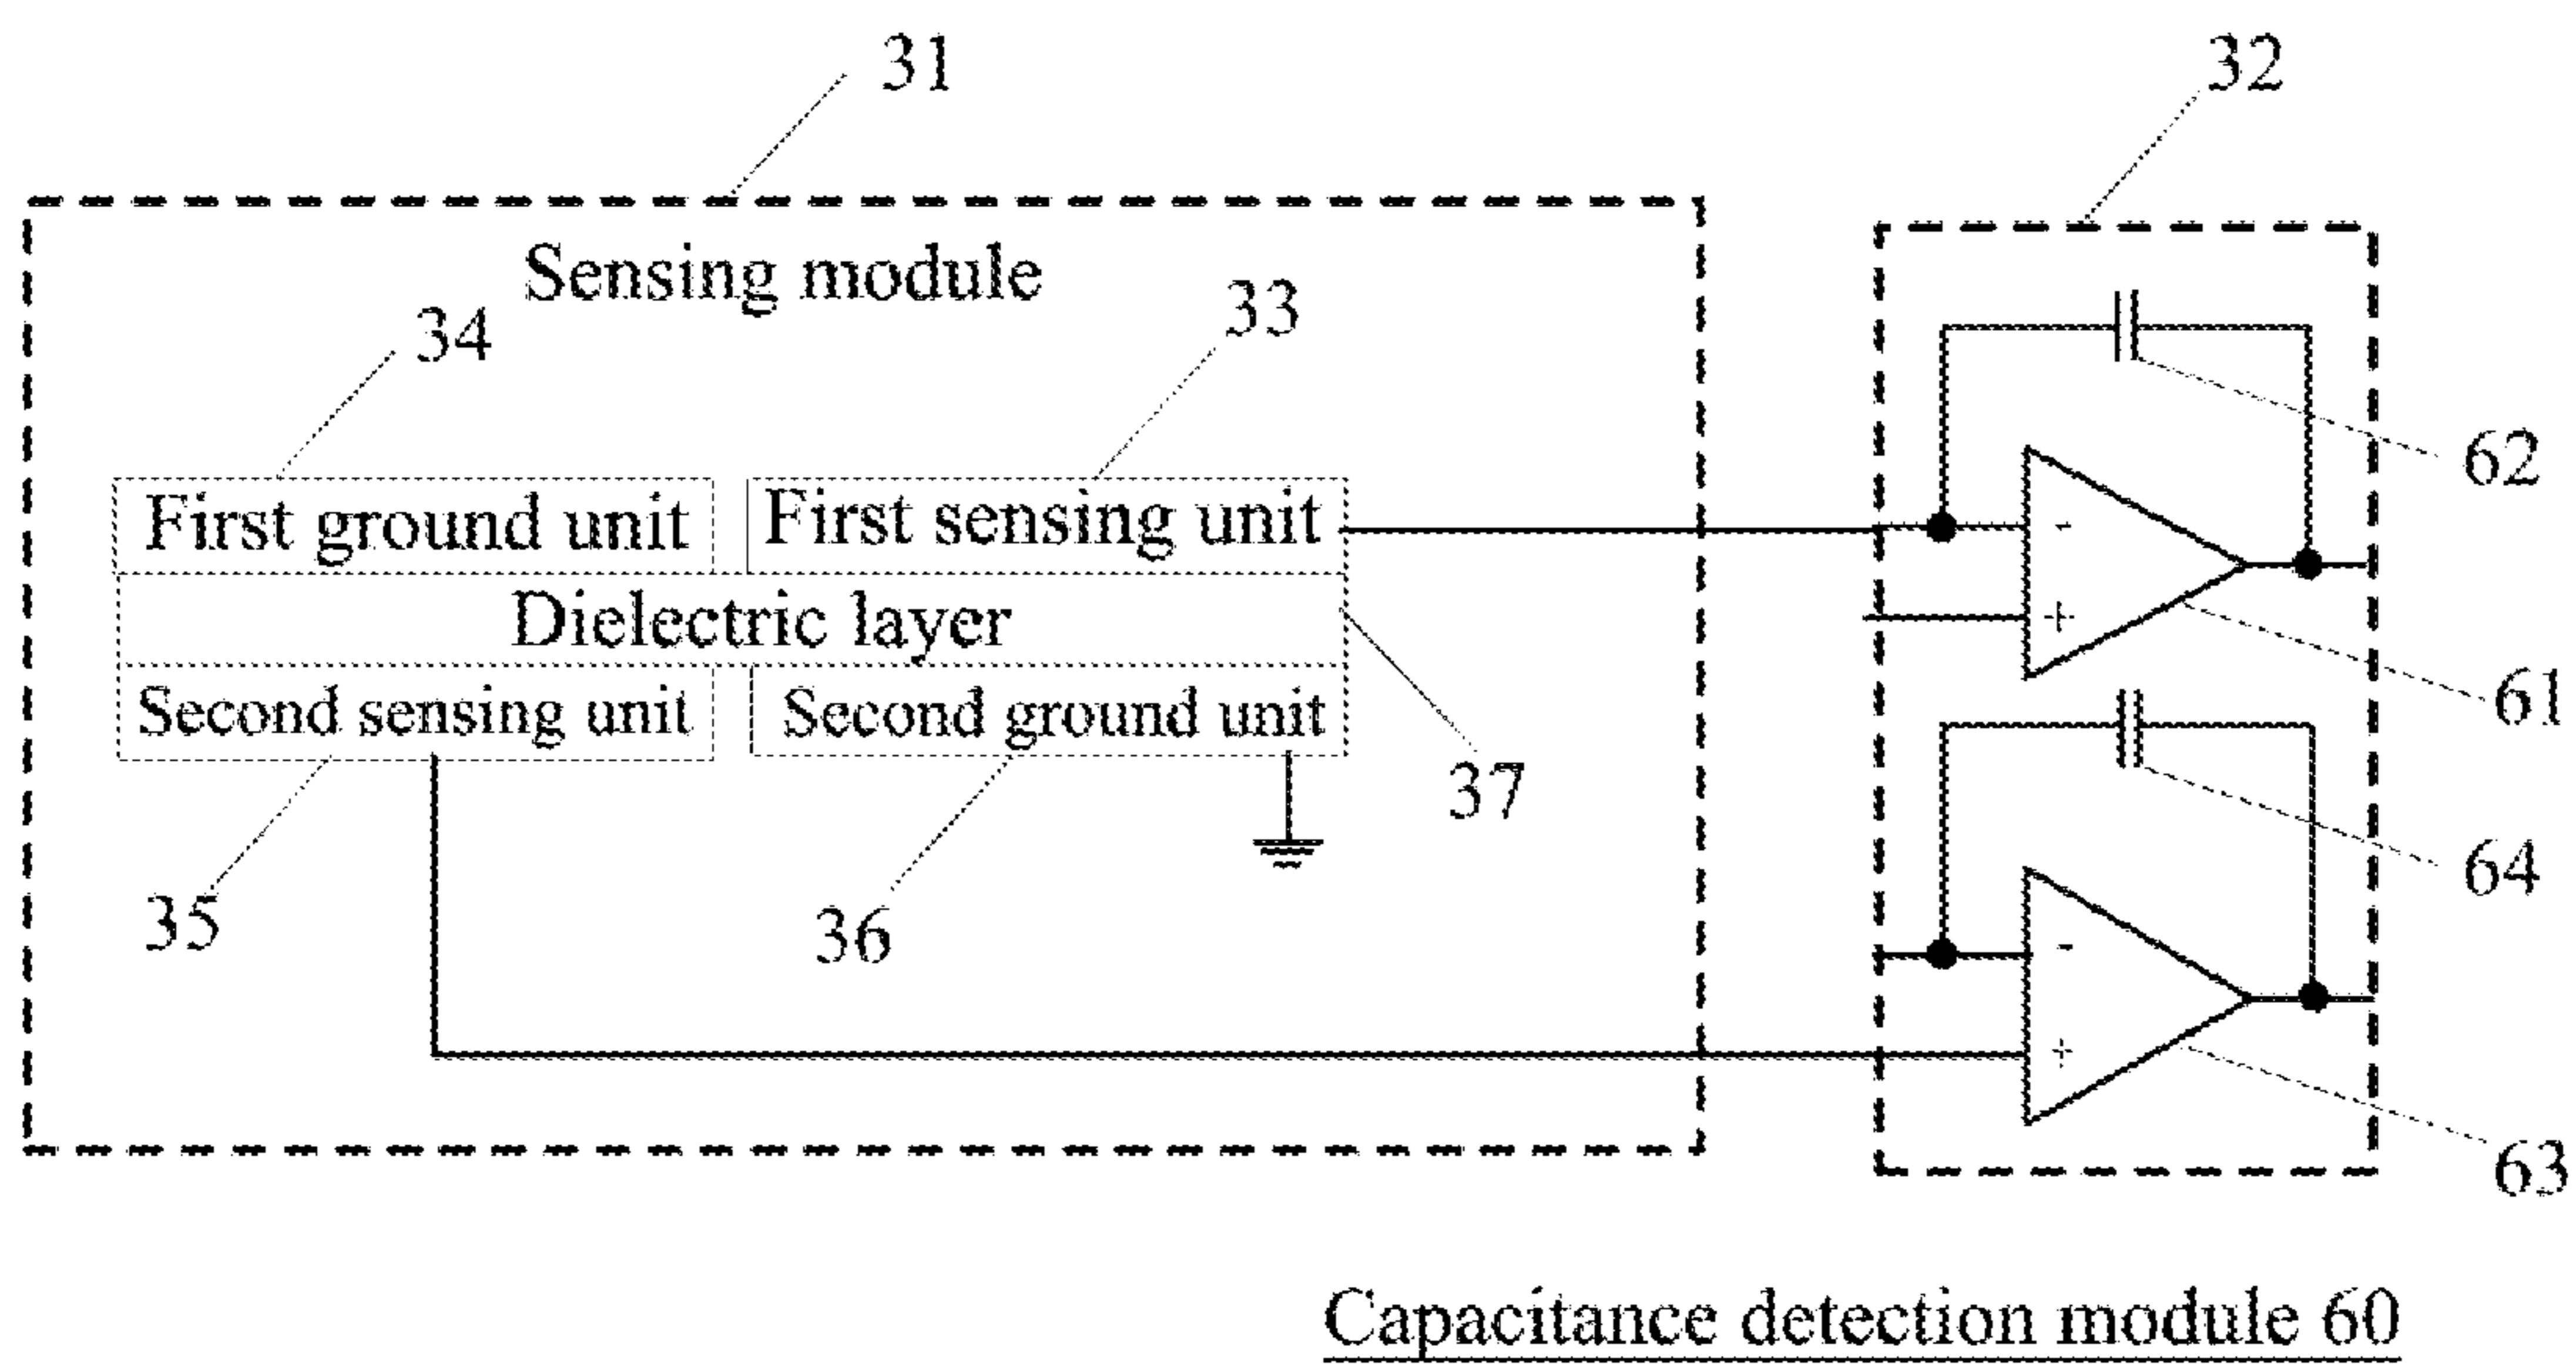 31
32
Sensing module
34
33
62
First ground unit
First sensing unit
-
+
Dielectric layer
61
Second sensing unit
Second ground unit
37
64
35
36
-
+
63
Capacitance detection module 60